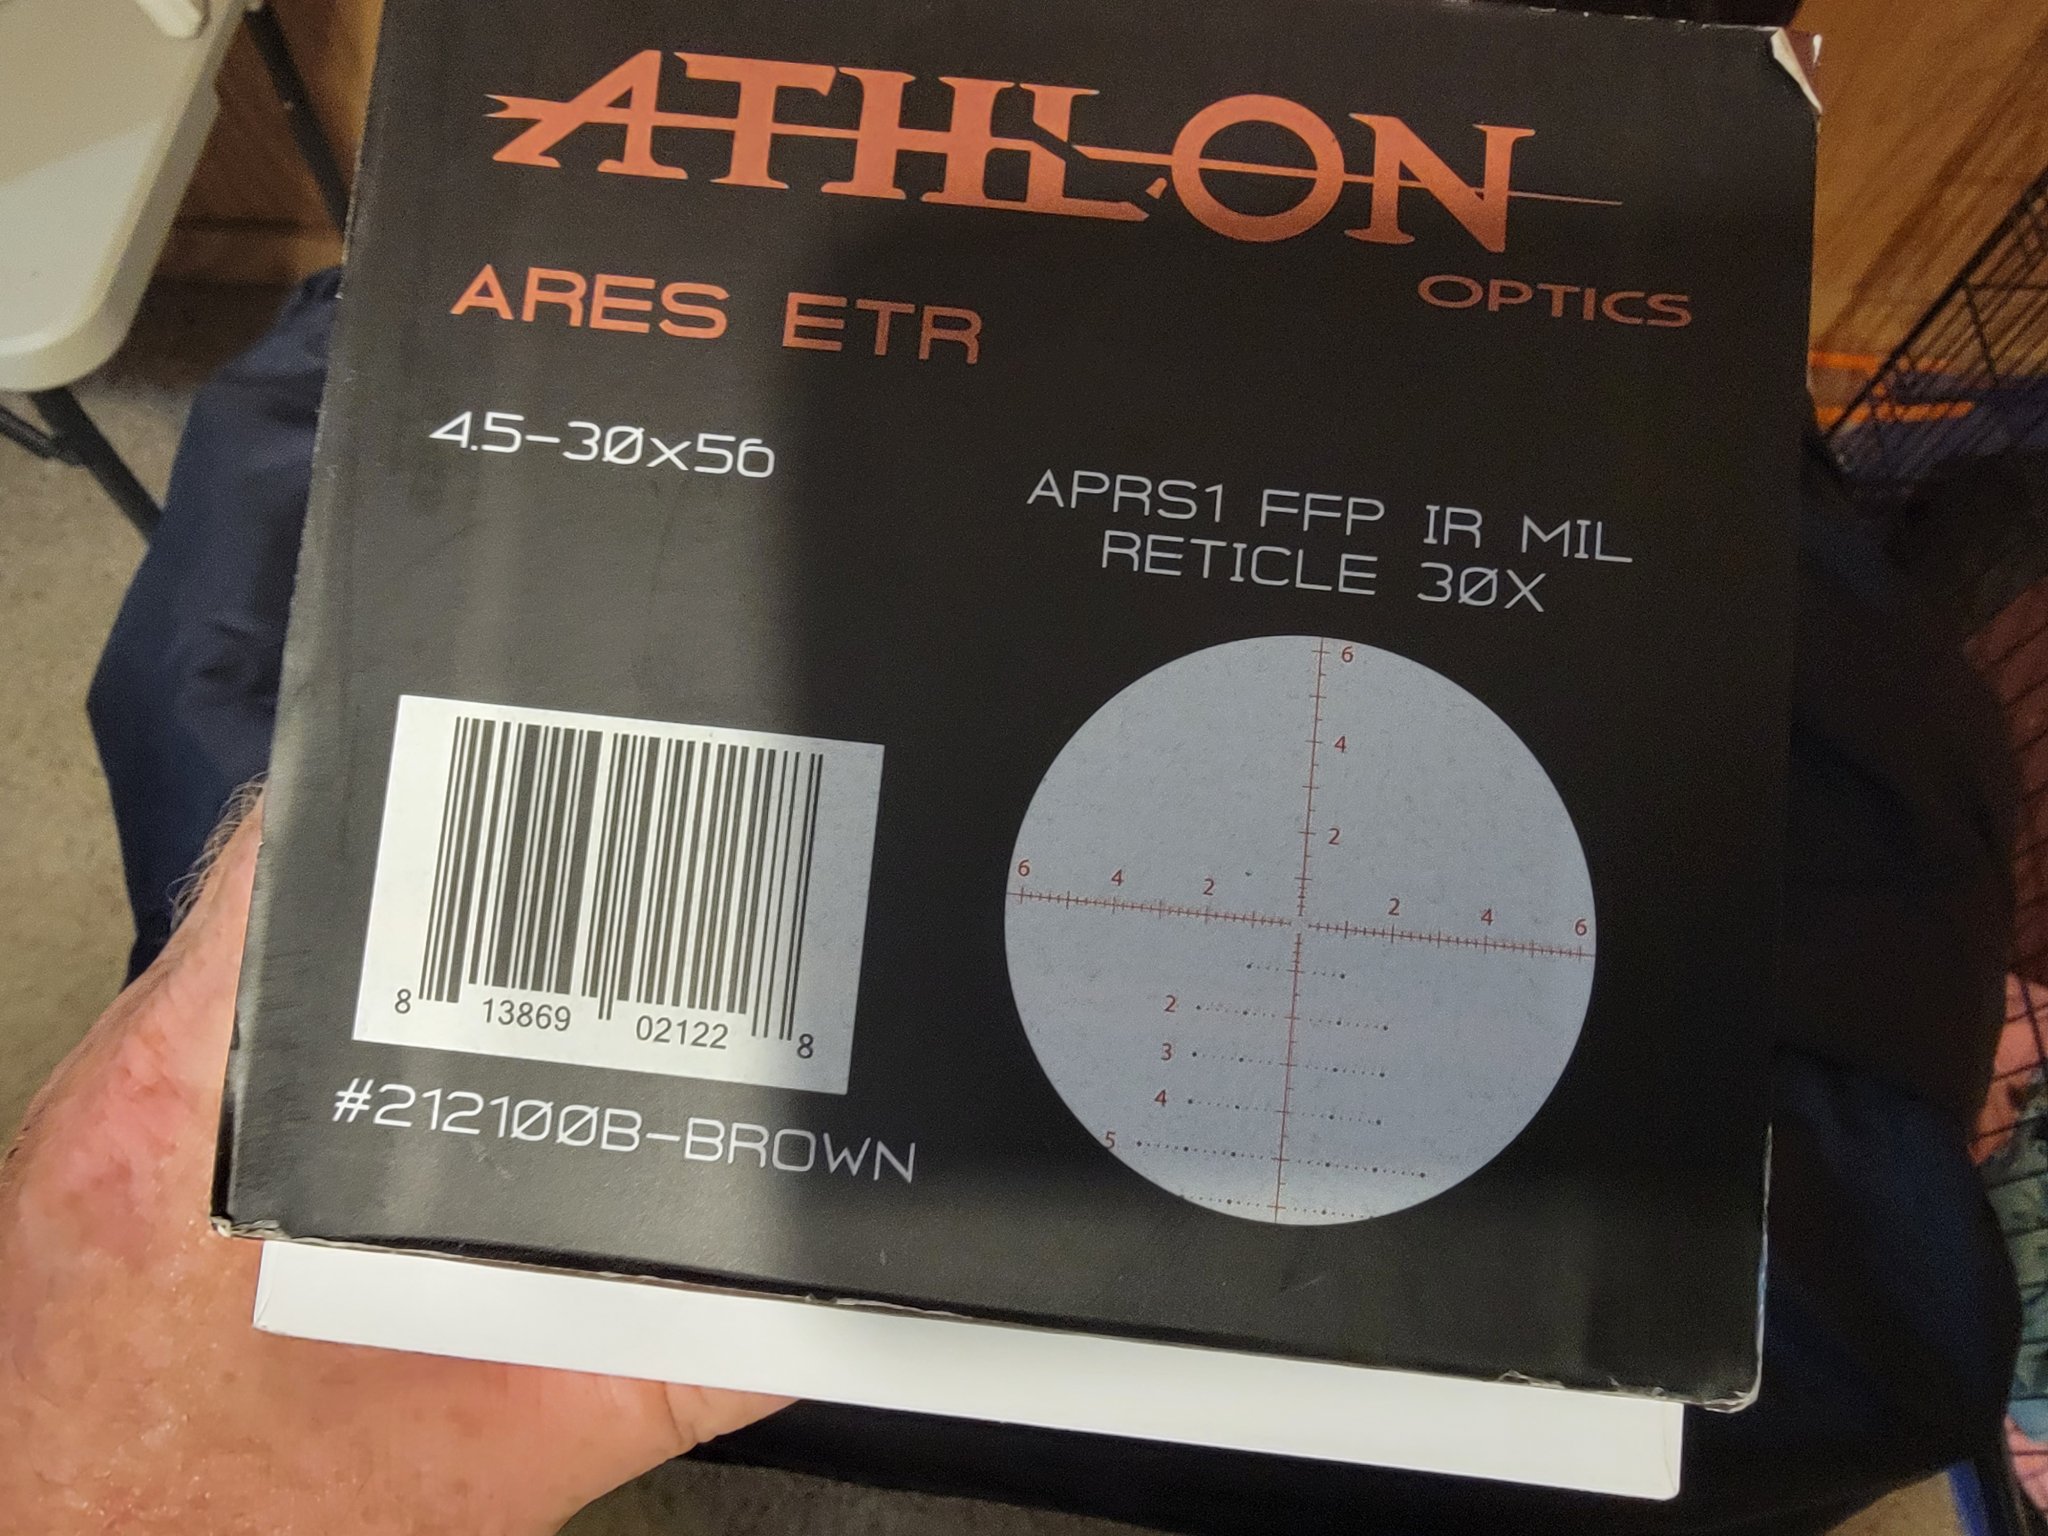 ATHLON
OPTICS
ARES ETR
4.5-30x56
APRS1 FFP IR MIL
RETICLE 30X
6
4
2
6 4 2 2 4 6
2
3
4
5
8 13869 02122 8
#212100B-BROWN